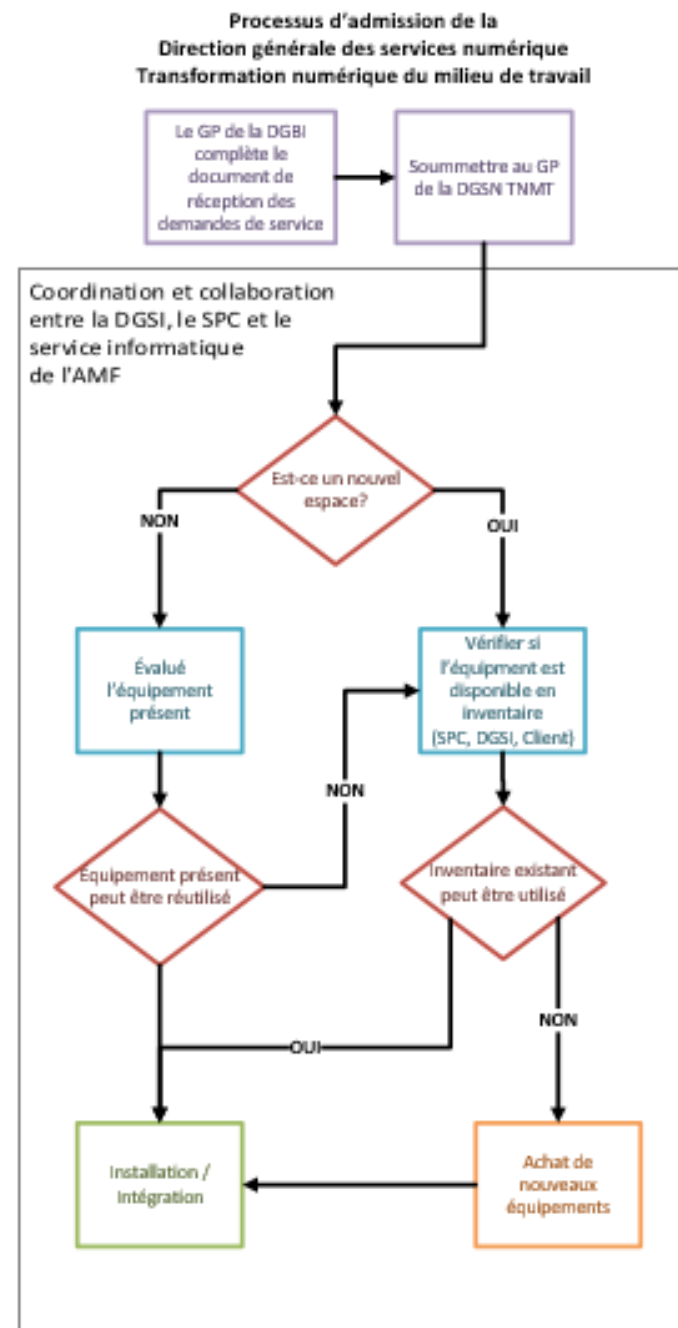 Processus d'admission de la
Direction générale des services numérique
Transformation numérique du milieu de travail
Le GP de la DGBI
complète le
document de
réception des
demandes de service
Soummettre au GP
de la DGSN TNMT
Coordination et collaboration
entre la DGSI, le SPC et le
service informatique
de l'AMF
Est-ce un nouvel
espace?
NON
OUI
Évalué
l'équipement
présent
Vérifier si
l'équipment est
disponible en
inventaire
(SPC, DGSI, Client)
NON
Équipement présent
peut être réutilisé
Inventaire existant
peut être utilisé
OUI
NON
Installation /
Intégration
Achat de
nouveaux
équipements